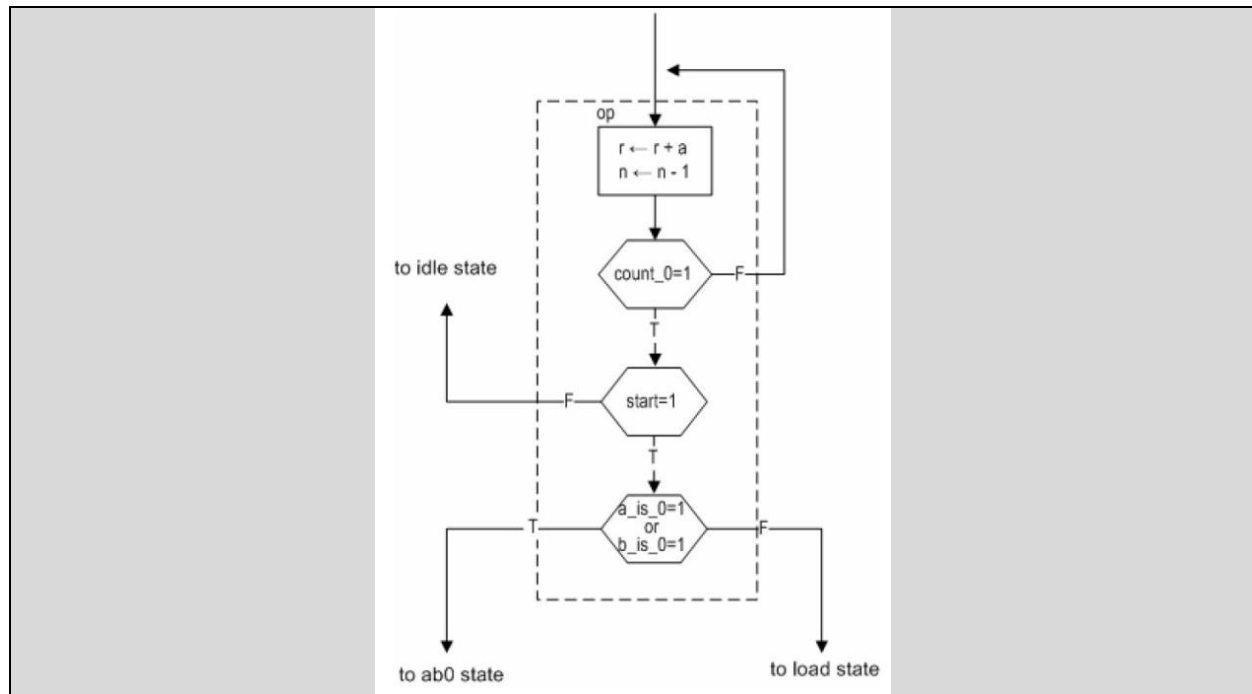 op
r ← r + a
n ← n - 1
count_0=1
F
to idle state
T
start=1
F
T
a_is_0=1
or
b_is_0=1
T
F
to ab0 state
to load state